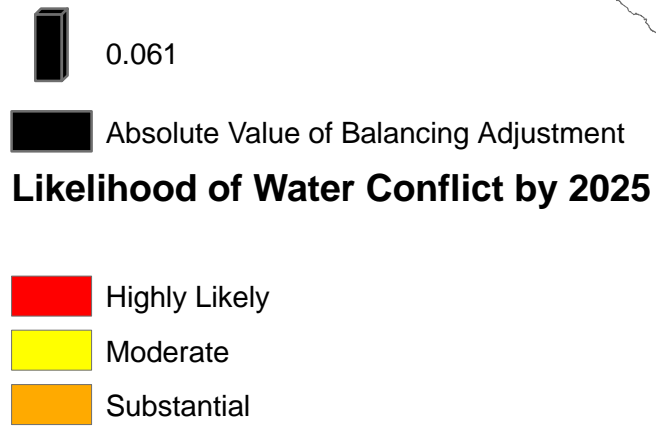 0.061
Absolute Value of Balancing Adjustment
Likelihood of Water Conflict by 2025
Highly Likely
Moderate
Substantial